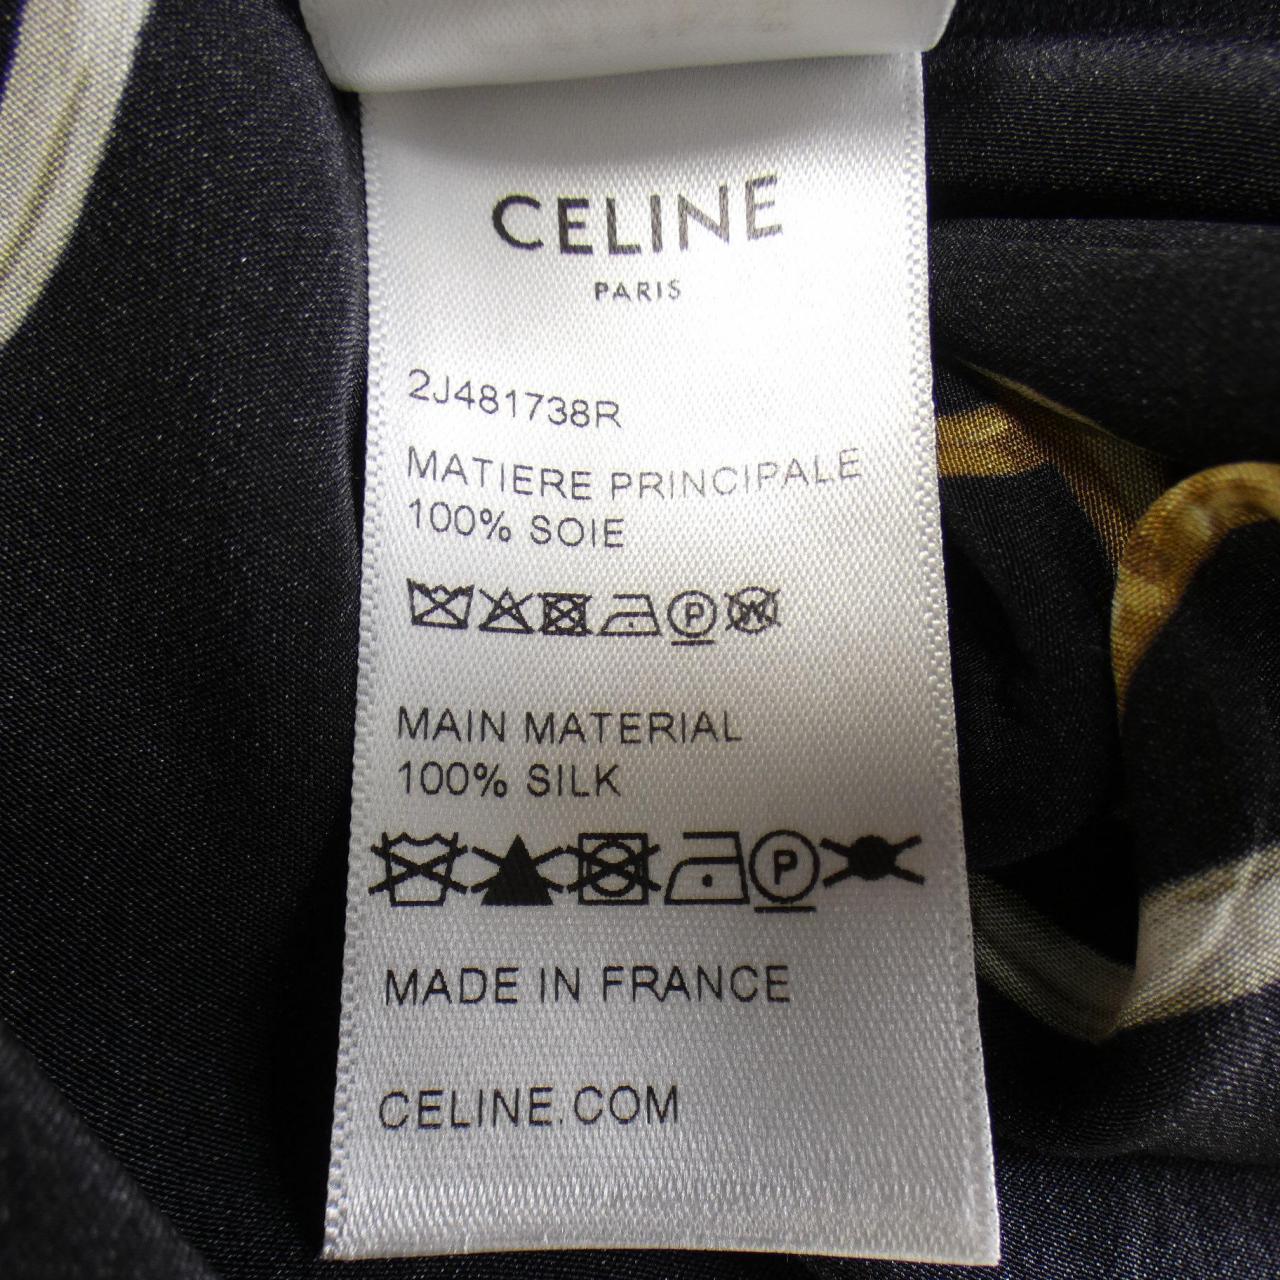 CELINE
PARIS
2J481738R
MATIERE PRINCIPALE
100% SOIE
P W
MAIN MATERIAL
100% SILK
P
MADE IN FRANCE
CELINE.COM